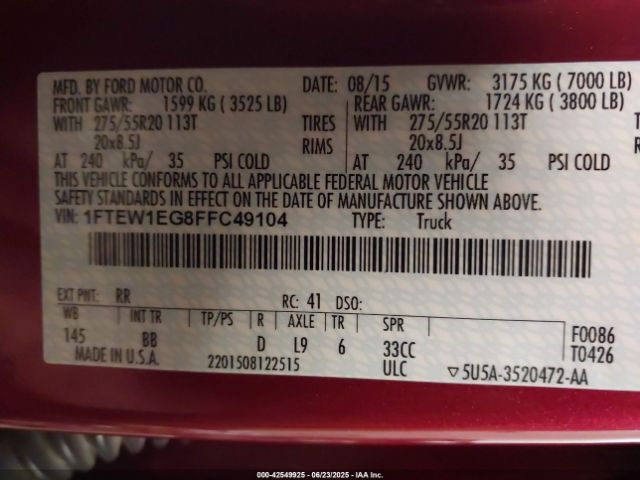 MFD. BY FORD MOTOR CO. DATE: 08/15 GVWR: 3175 KG ( 7000 LB)
FRONT GAWR: 1599 KG ( 3525 LB) REAR GAWR: 1724 KG ( 3800 LB)
WITH 275/55R20 113T TIRES WITH 275/55R20 113T
20x8.5J RIMS 20x8.5J
AT 240 kPa/ 35 PSI COLD AT 240 kPa/ 35 PSI COLD
THIS VEHICLE CONFORMS TO ALL APPLICABLE FEDERAL MOTOR VEHICLE
SAFETY STANDARDS IN EFFECT ON THE DATE OF MANUFACTURE SHOWN ABOVE.
VIN: 1FTEW1EG8FFC49104 TYPE: Truck
EXT PNT: RR RC: 41 DSO:
WB INT TR TP/PS R AXLE TR SPR F0086
145 BB D L9 6 33CC T0426
MADE IN U.S.A. 2201508122515 ULC ▽5U5A-3520472-AA
000-42549925 - 06/23/2025 - IAA Inc.